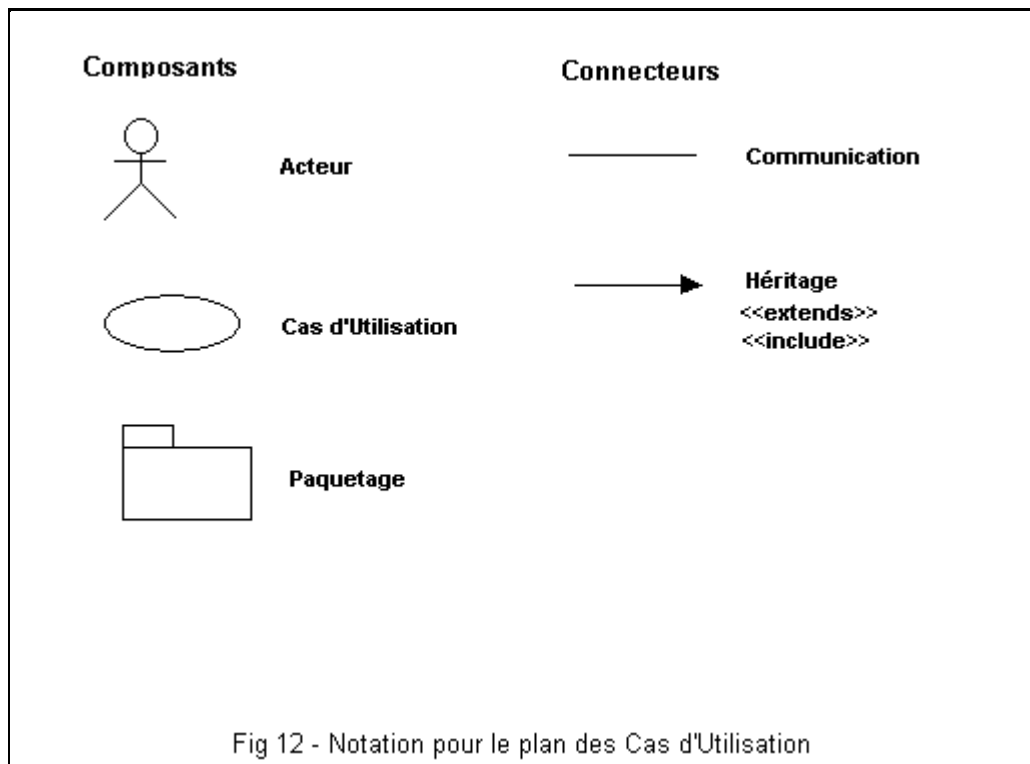 Composants
Acteur
Cas d'Utilisation
Paquetage
Connecteurs
Communication
Héritage
<<extends>>
<<include>>
Fig 12 - Notation pour le plan des Cas d'Utilisation